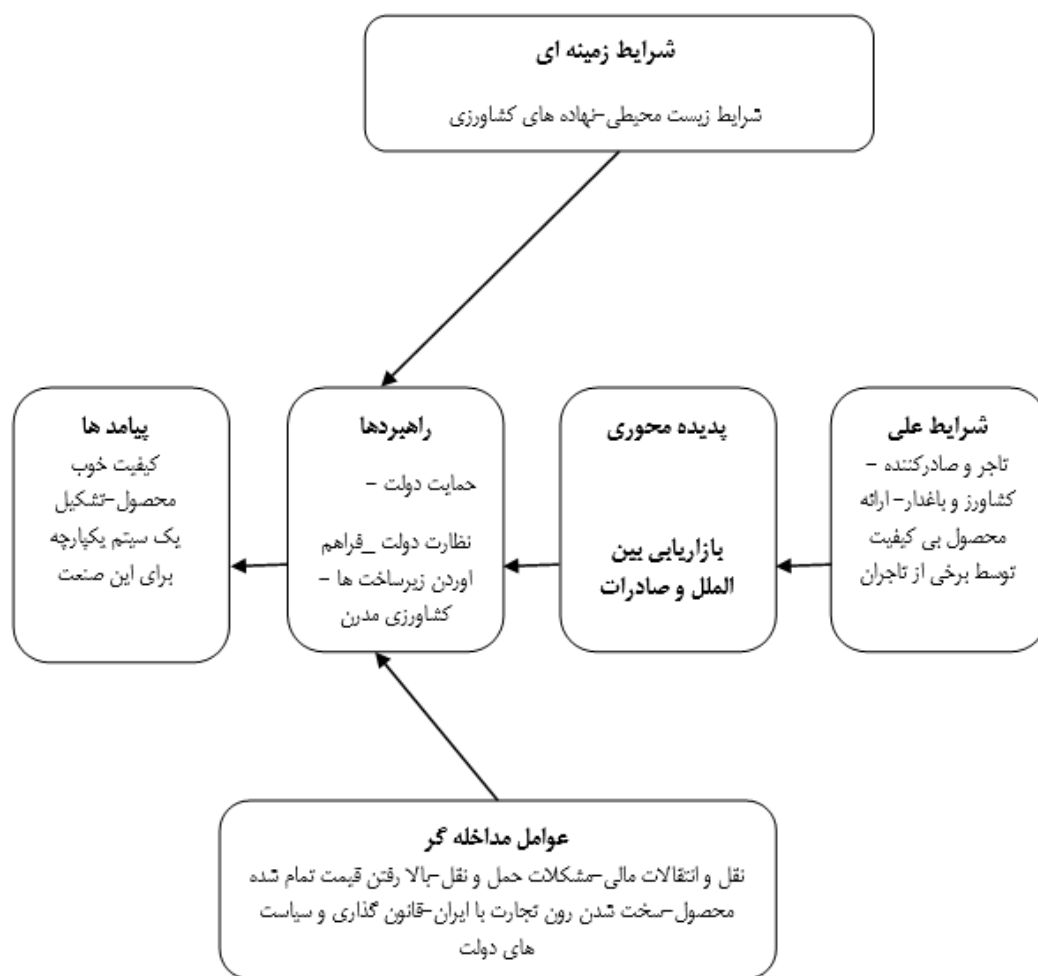 شرایط زمینه ای
شرایط زیست محیطی-نهاده های کشاورزی
شرایط علی
تاجر و صادرکننده -
کشاورز و باغدار- ارائه
محصول بی کیفیت
توسط برخی از تاجران
پدیده محوری
بازاریابی بین
الملل و صادرات
راهبردها
حمایت دولت -
نظارت دولت _فراهم
اوردن زیرساخت ها -
کشاورزی مدرن
پیامد ها
کیفیت خوب
محصول-تشکیل
یک سیتم یکپارچه
برای این صنعت
عوامل مداخله گر
نقل و انتقالات مالی-مشکلات حمل و نقل-بالا رفتن قیمت تمام شده
محصول-سخت شدن رون تجارت با ایران-قانون گذاری و سیاست
های دولت